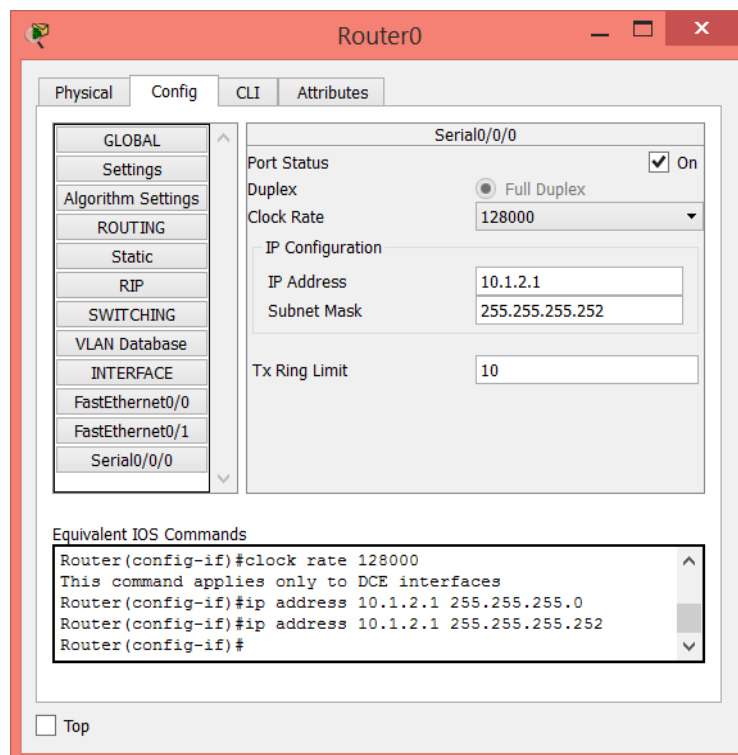 Router0
Physical Config CLI Attributes
GLOBAL
Settings
Algorithm Settings
ROUTING
Static
RIP
SWITCHING
VLAN Database
INTERFACE
FastEthernet0/0
FastEthernet0/1
Serial0/0/0
Serial0/0/0
Port Status On
Duplex Full Duplex
Clock Rate 128000
IP Configuration
IP Address 10.1.2.1
Subnet Mask 255.255.255.252
Tx Ring Limit 10
Equivalent IOS Commands
Router(config-if)#clock rate 128000
This command applies only to DCE interfaces
Router(config-if)#ip address 10.1.2.1 255.255.255.0
Router(config-if)#ip address 10.1.2.1 255.255.255.252
Router(config-if)#
Top